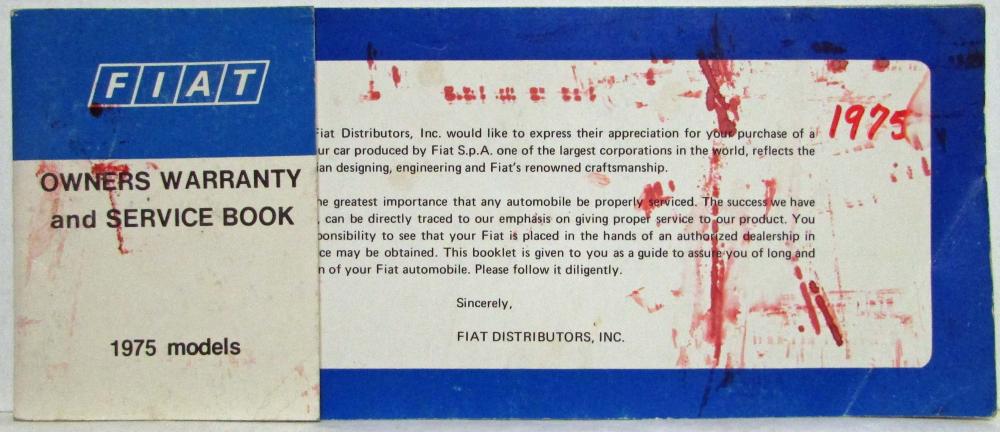 FIAT
OWNERS WARRANTY
and SERVICE BOOK
1975 models
1975
Fiat Distributors, Inc. would like to express their appreciation for your purchase of a
ur car produced by Fiat S.p.A. one of the largest corporations in the world, reflects the
ian designing, engineering and Fiat's renowned craftsmanship.
he greatest importance that any automobile be properly serviced. The success we have
, can be directly traced to our emphasis on giving proper service to our product. You
ponsibility to see that your Fiat is placed in the hands of an authorized dealership in
ce may be obtained. This booklet is given to you as a guide to assure you of long and
n of your Fiat automobile. Please follow it diligently.
Sincerely,
FIAT DISTRIBUTORS, INC.